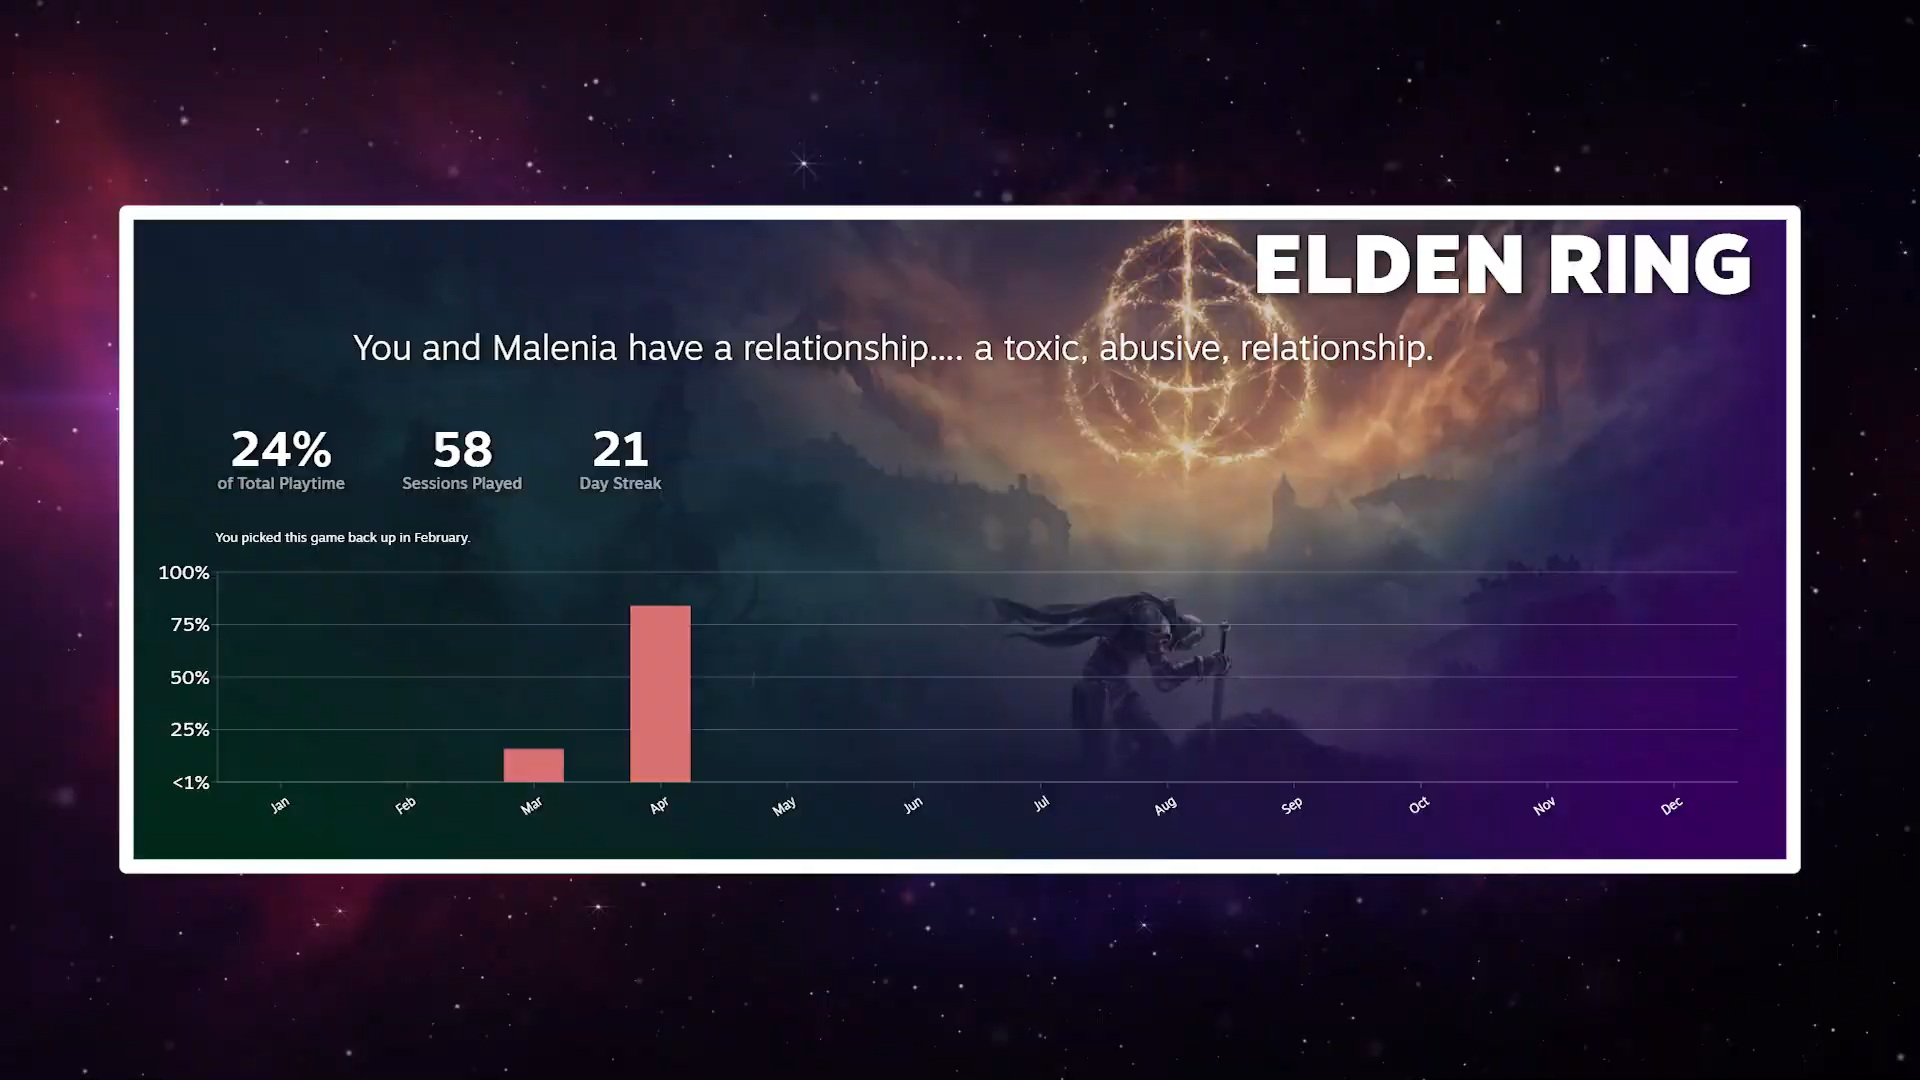 ELDEN RING
You and Malenia have a relationship.... a toxic, abusive, relationship.
24%
of Total Playtime
58
Sessions Played
21
Day Streak
You picked this game back up in February.
100%
75%
50%
25%
<1%
Jan
Feb
Mar
Apr
May
Jun
Jul
Aug
Sep
Oct
Nov
Dec